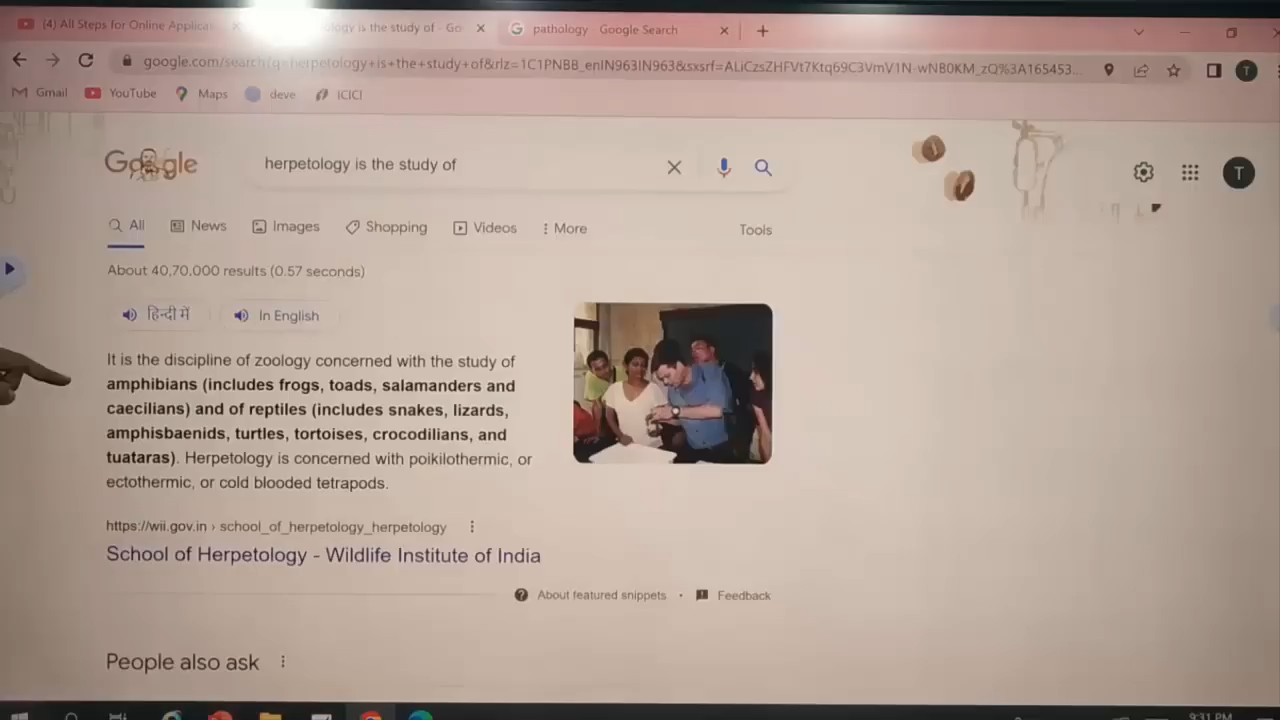 (4) All Steps for Online Applicat
ology is the study of - Go
pathology Google Search
google.com/search?q=herpetology+is+the+study+of&rlz=1C1PNBB_enIN963IN963&sxsrf=ALiCzsZHFVt7Ktq69C3VmV1N-wNB0KM_zQ%3A165453...
T
Gmail
YouTube
Maps
deve
ICICI
Google
herpetology is the study of
T
All
News
Images
Shopping
Videos
More
Tools
About 40,70,000 results (0.57 seconds)
हिन्दी में
In English
It is the discipline of zoology concerned with the study of
amphibians (includes frogs, toads, salamanders and
caecilians) and of reptiles (includes snakes, lizards,
amphisbaenids, turtles, tortoises, crocodilians, and
tuataras). Herpetology is concerned with poikilothermic, or
ectothermic, or cold blooded tetrapods.
https://wii.gov.in › school_of_herpetology_herpetology
School of Herpetology - Wildlife Institute of India
About featured snippets • Feedback
People also ask
9:31 PM